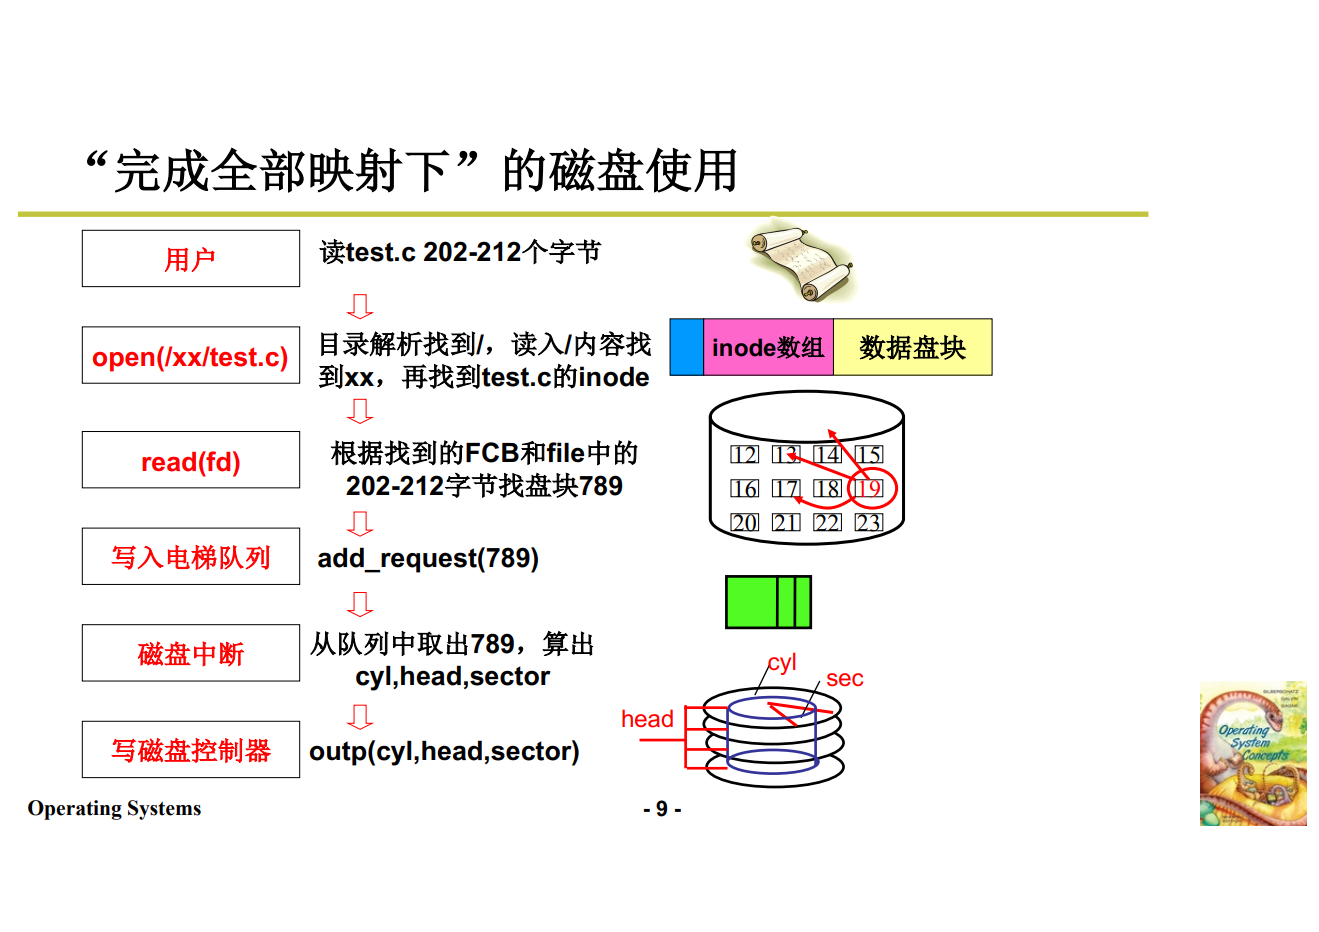 “完成全部映射下”的磁盘使用
用户
读test.c 202-212个字节
open(/xx/test.c)
目录解析找到/，读入/内容找
到xx，再找到test.c的inode
inode数组
数据盘块
read(fd)
根据找到的FCB和file中的
202-212字节找盘块789
12 13 14 15
16 17 18 19
20 21 22 23
写入电梯队列
add_request(789)
磁盘中断
从队列中取出789，算出
cyl,head,sector
cyl
sec
head
写磁盘控制器
outp(cyl,head,sector)
SILBERSCHATZ
GALVIN
GAGNE
Operating
System
Concepts
Operating Systems
- 9 -